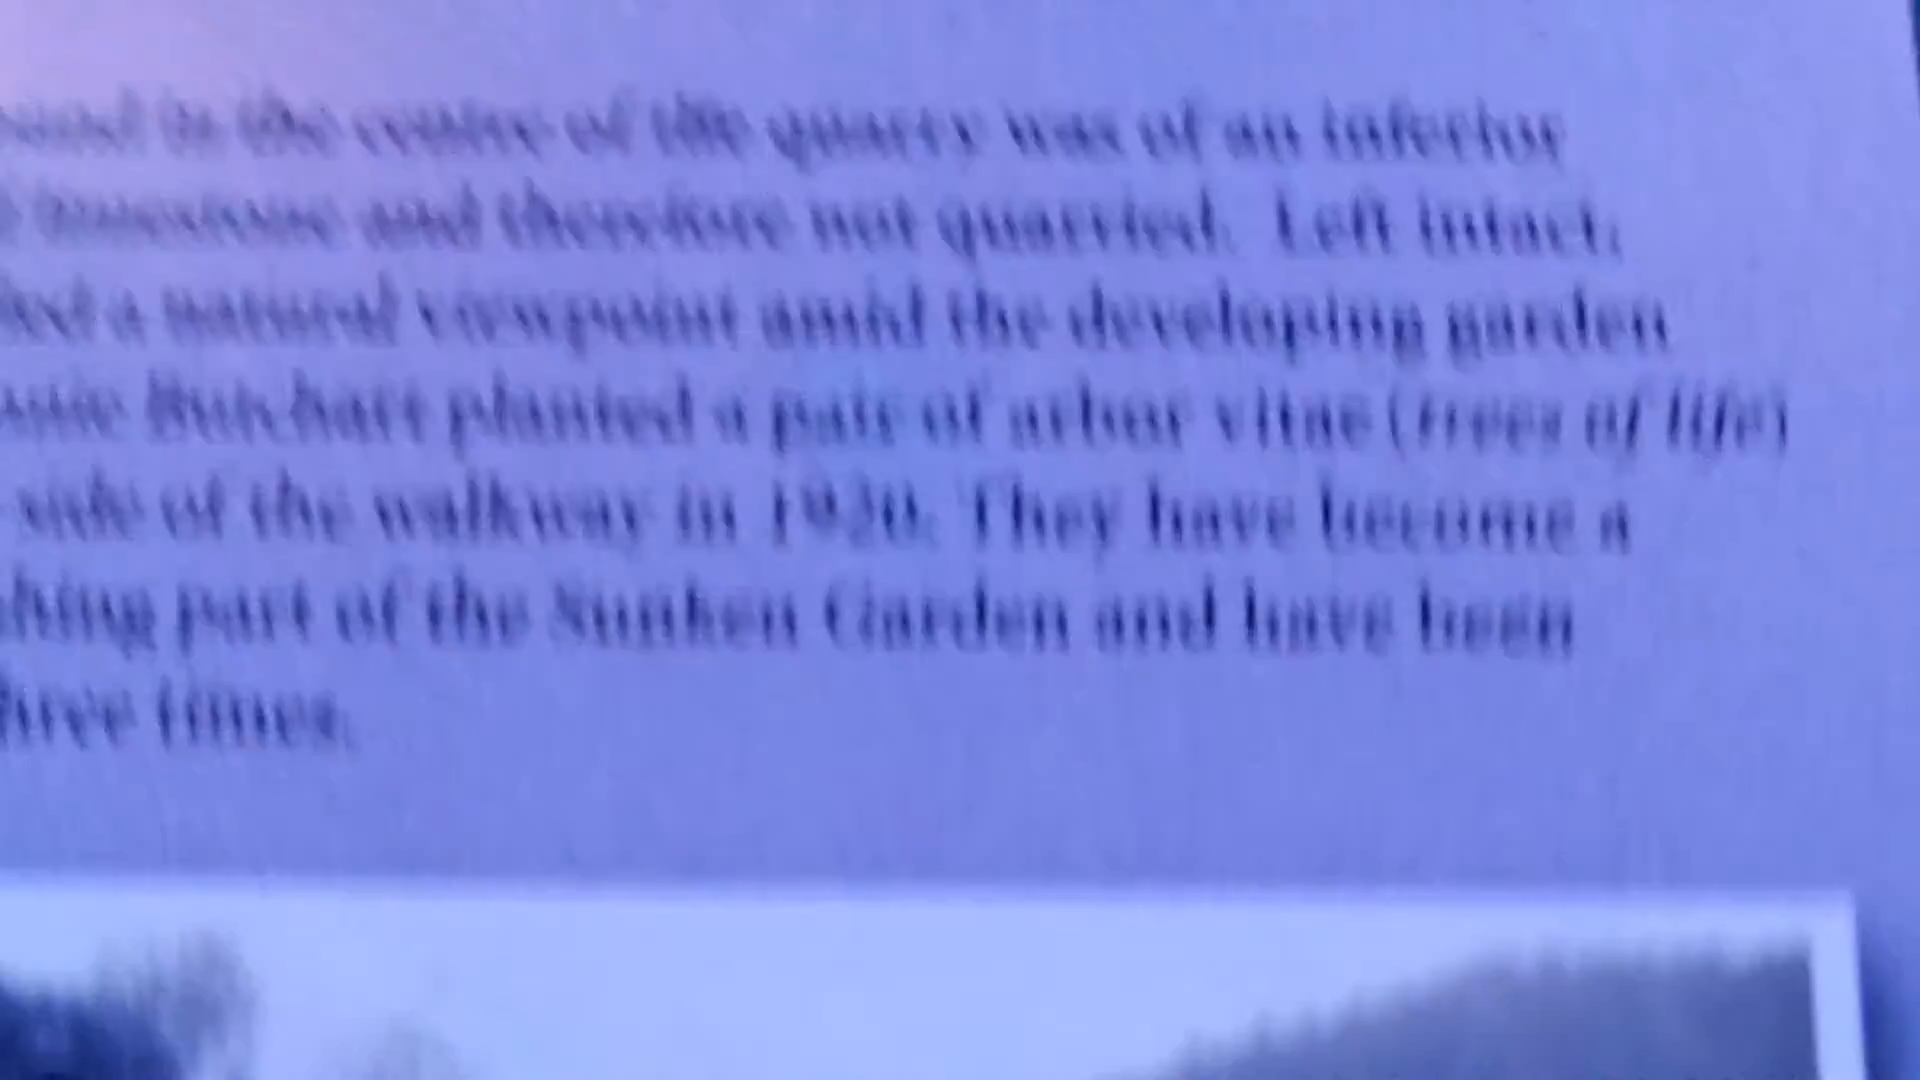 in the centre of the quarry was of an inferior
limestone and therefore not quarried. Left intact,
a natural viewpoint amid the developing garden
Butchart planted a pair of arbor vitae (trees of life)
side of the walkway in 1920. They have become a
part of the Sunken Garden and have been
three times.